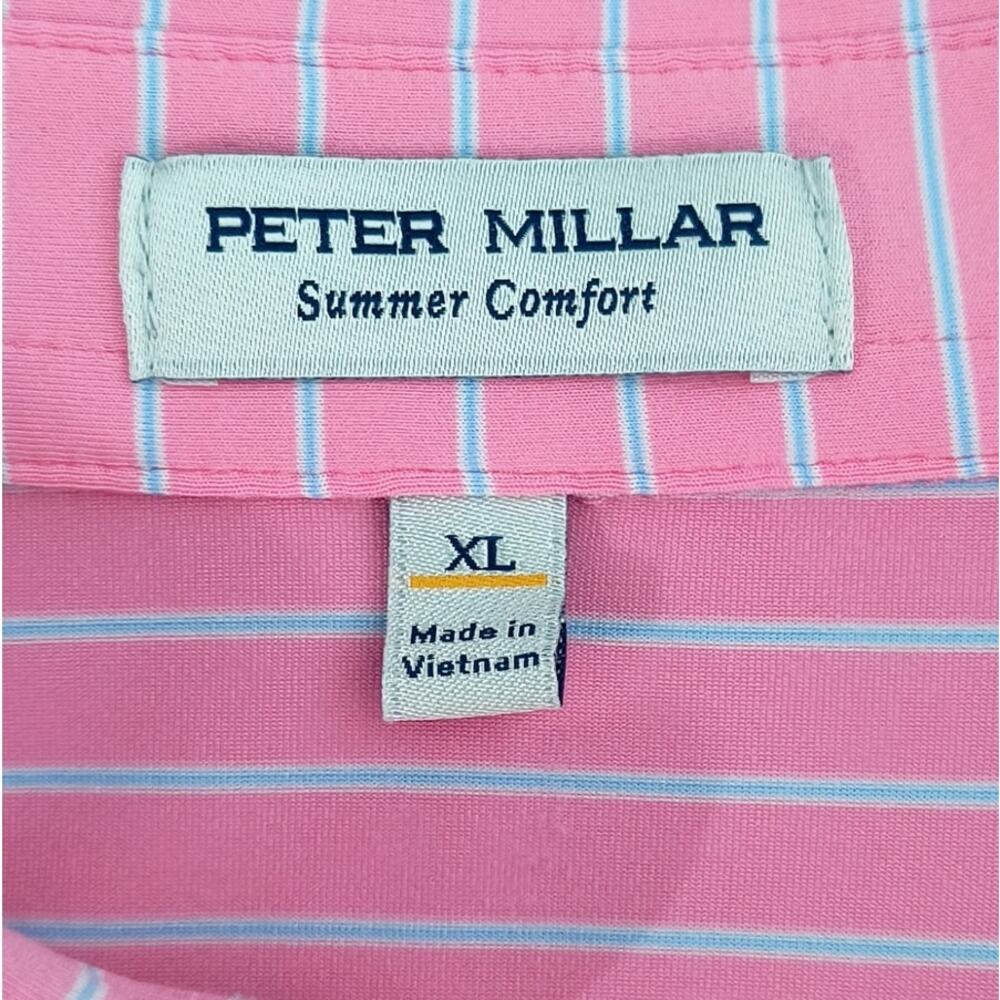 PETER MILLAR
Summer Comfort
XL
Made in
Vietnam